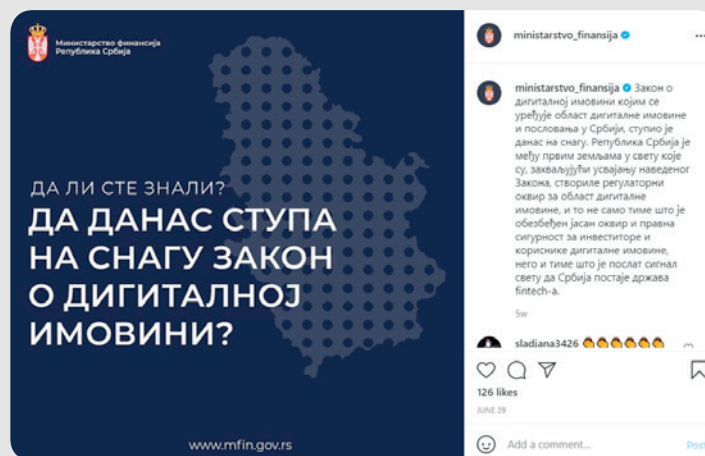 Министарство финансија
Република Србија
ДА ЛИ СТЕ ЗНАЛИ?
ДА ДАНАС СТУПА
НА СНАГУ ЗАКОН
О ДИГИТАЛНОЈ
ИМОВИНИ?
www.mfin.gov.rs
ministarstvo_finansija
ministarstvo_finansija Закон о
дигиталној имовини којим се
уређује област дигиталне имовине
и пословања у Србији, ступио је
данас на снагу. Република Србија је
међу првим земљама у свету које
су, захваљујући усвајању наведеног
Закона, створиле регулаторни
оквир за област дигиталне
имовине, и то не само тиме што је
обезбеђен јасан оквир и правна
сигурност за инвеститоре и
кориснике дигиталне имовине,
него и тиме што је послат сигнал
свету да Србија постаје држава
fintech-a.
5w
sladjana3426 👏👏👏👏👏👏
126 likes
JUNE 29
Add a comment...
Post